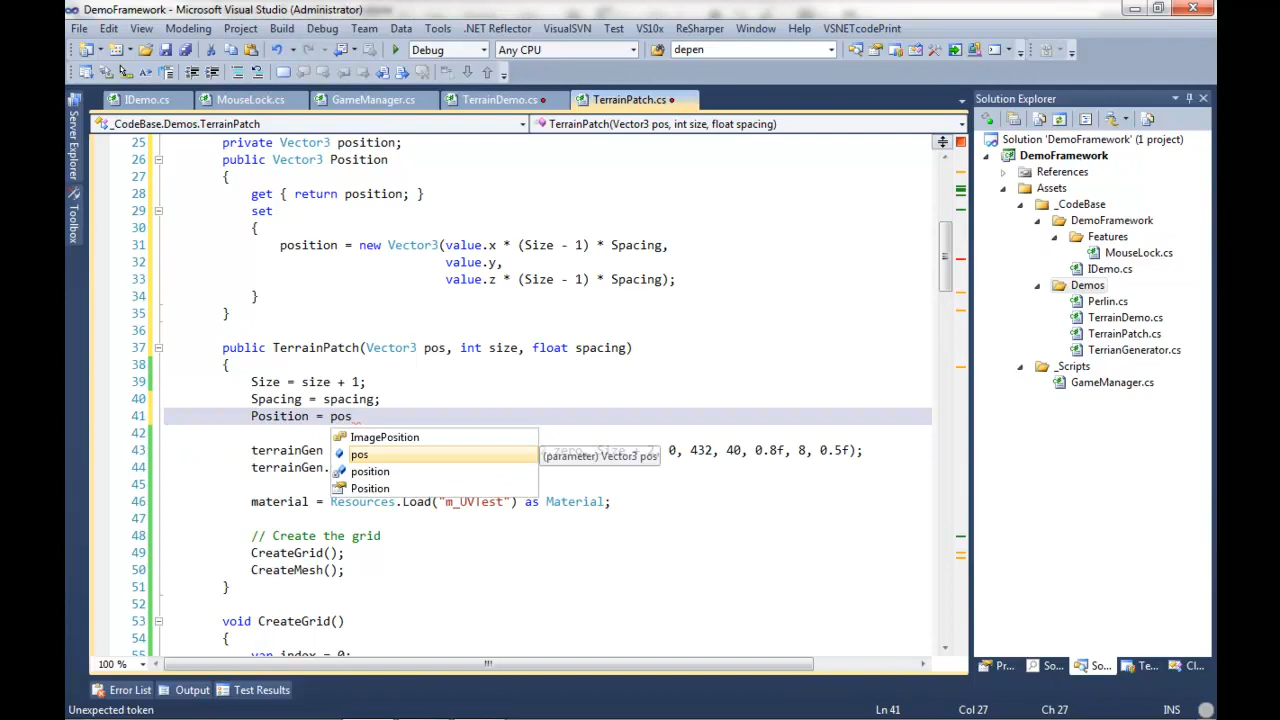 DemoFramework - Microsoft Visual Studio (Administrator)
File Edit View Modeling Project Build Debug Team Data Tools .NET Reflector VisualSVN Test VS10x ReSharper Window Help VSNETcodePrint
Debug Any CPU depen
IDemo.cs MouseLock.cs GameManager.cs TerrainDemo.cs TerrainPatch.cs
_CodeBase.Demos.TerrainPatch TerrainPatch(Vector3 pos, int size, float spacing)
Server Explorer
Toolbox
25 private Vector3 position;
26 public Vector3 Position
27 {
28 get { return position; }
29 set
30 {
31 position = new Vector3(value.x * (Size - 1) * Spacing,
32 value.y,
33 value.z * (Size - 1) * Spacing);
34 }
35 }
36
37 public TerrainPatch(Vector3 pos, int size, float spacing)
38 {
39 Size = size + 1;
40 Spacing = spacing;
41 Position = pos
42
ImagePosition
pos
position
Position
(parameter) Vector3 pos
43 terrainGen 0, 432, 40, 0.8f, 8, 0.5f);
44 terrainGen.
45
46 material = Resources.Load("m_UVTest") as Material;
47
48 // Create the grid
49 CreateGrid();
50 CreateMesh();
51 }
52
53 void CreateGrid()
54 {
55 var index = 0;
100 %
Solution Explorer
Solution 'DemoFramework' (1 project)
DemoFramework
References
Assets
_CodeBase
DemoFramework
Features
MouseLock.cs
IDemo.cs
Demos
Perlin.cs
TerrainDemo.cs
TerrainPatch.cs
TerrianGenerator.cs
_Scripts
GameManager.cs
Pr... So... So... Te... Cl...
Error List Output Test Results
Unexpected token Ln 41 Col 27 Ch 27 INS